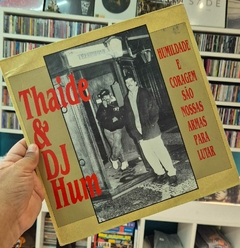 Thaide
&
DJ
Hum
HUMILDADE
E
CORAGEM
SÃO
NOSSAS
ARMAS
PARA
LUTAR